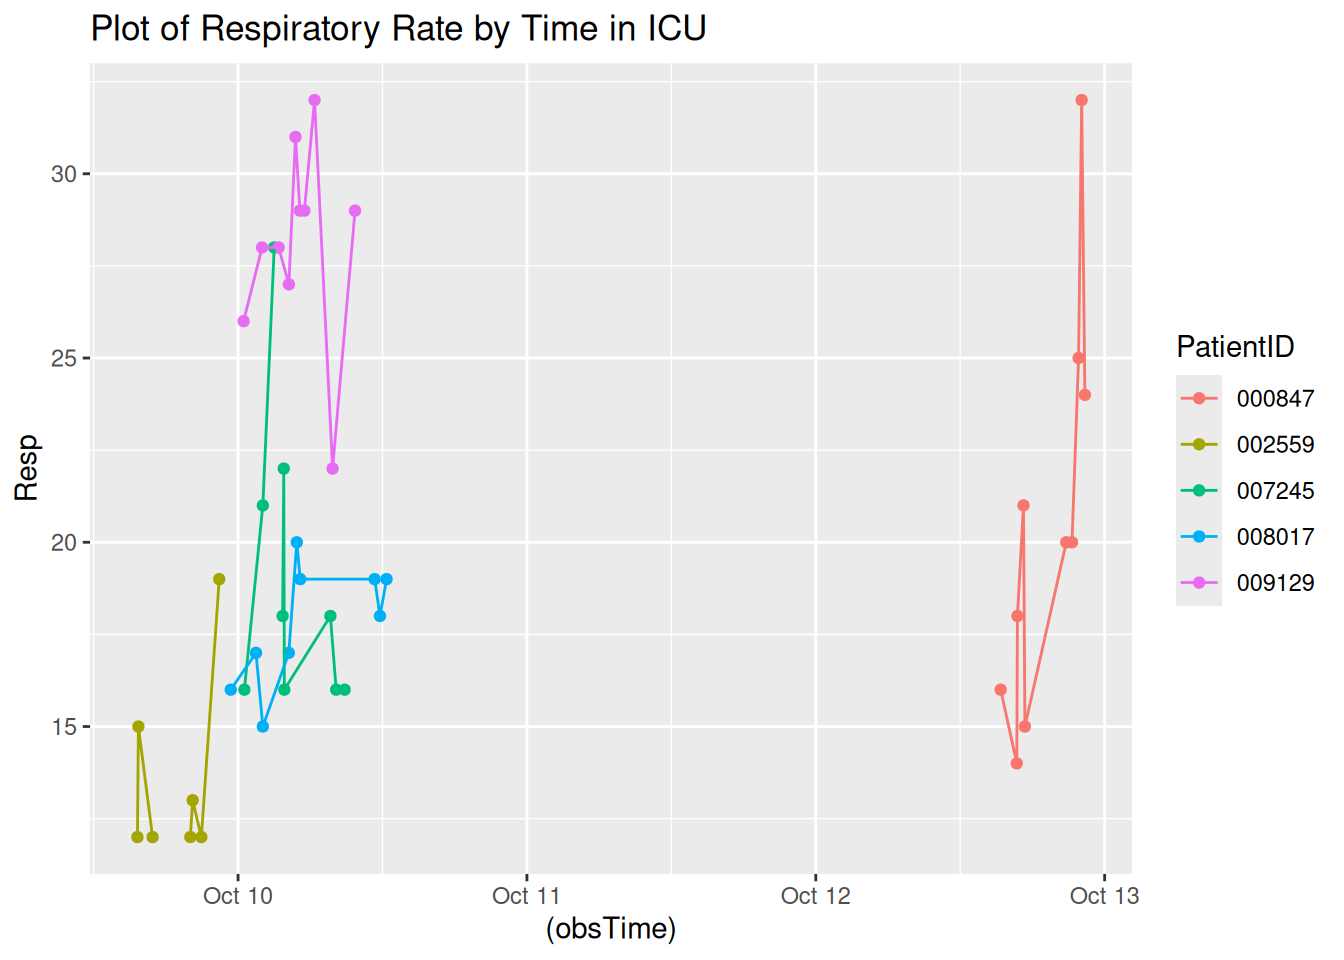 Plot of Respiratory Rate by Time in ICU
30
25
20
15
Resp
Oct 10
Oct 11
Oct 12
Oct 13
(obsTime)
PatientID
000847
002559
007245
008017
009129